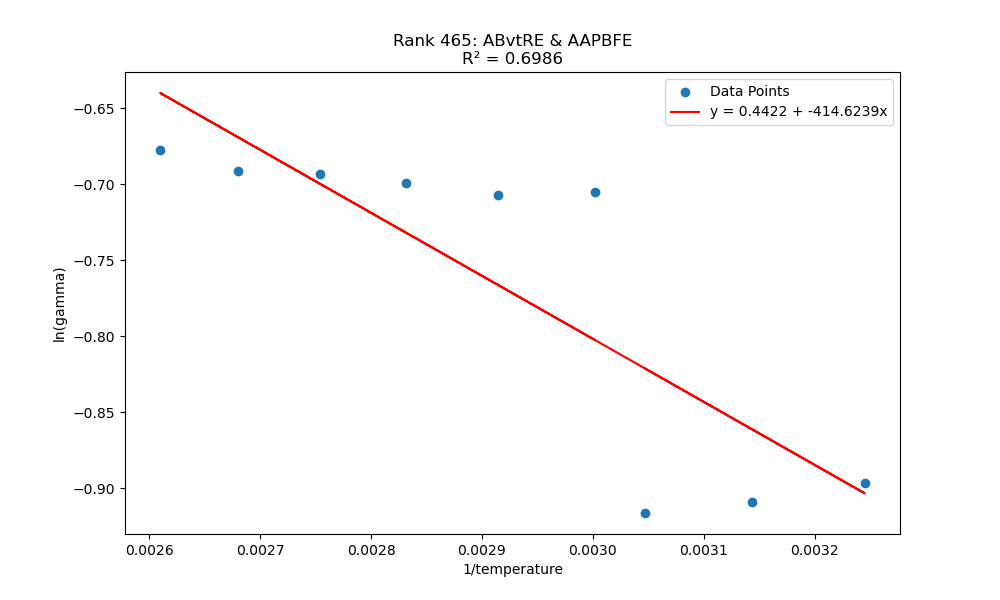 Rank 465: ABvtRE & AAPBFE
R² = 0.6986
Data Points
y = 0.4422 + -414.6239x
ln(gamma)
−0.65
−0.70
−0.75
−0.80
−0.85
−0.90
0.0026 0.0027 0.0028 0.0029 0.0030 0.0031 0.0032
1/temperature